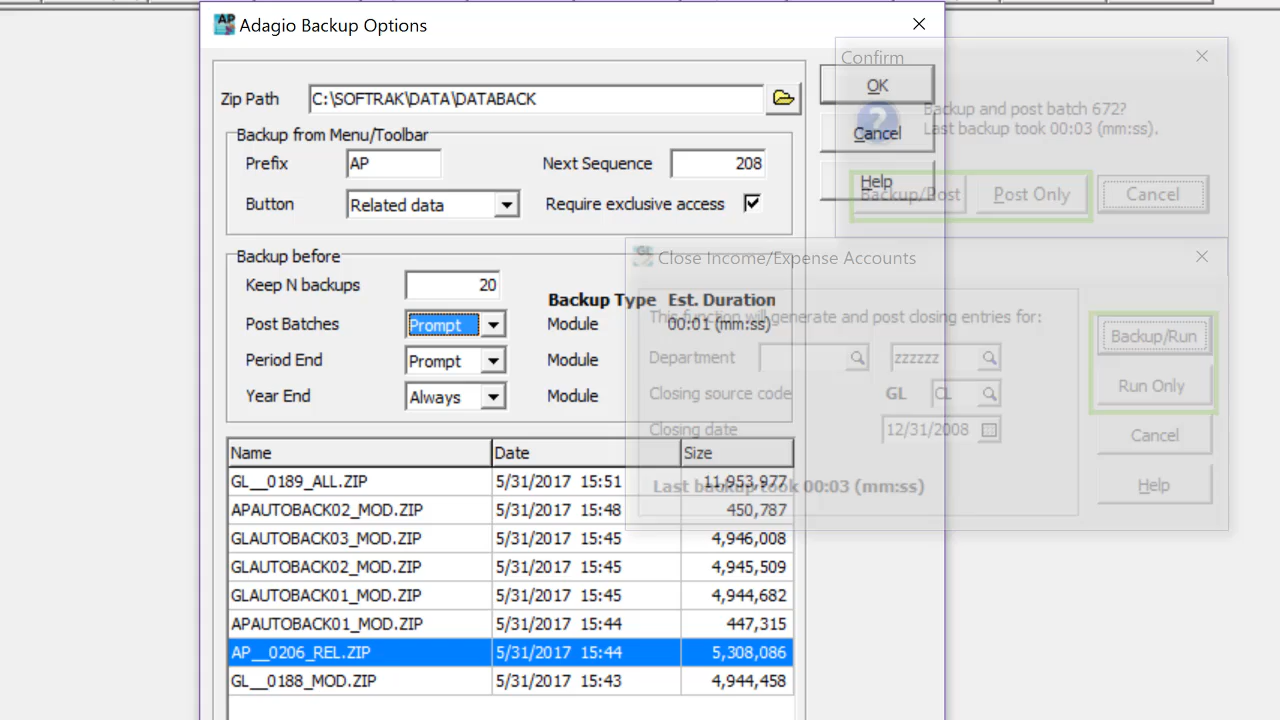 AP Adagio Backup Options
Confirm
Zip Path C:\SOFTRAK\DATA\DATABACK
OK
Backup and post batch 672?
Last backup took 00:03 (mm:ss).
Cancel
Backup from Menu/Toolbar
Prefix AP Next Sequence 208
Help
Backup/Post Post Only Cancel
Button Related data Require exclusive access
Backup before
GL Close Income/Expense Accounts
Keep N backups 20
Backup Type Est. Duration
This function will generate and post closing entries for:
Post Batches Prompt Module 00:01 (mm:ss)
Backup/Run
Period End Prompt Module
Department zzzzzz
Run Only
Year End Always Module
Closing source code GL CL
Closing date 12/31/2008
Cancel
Name Date Size
GL__0189_ALL.ZIP 5/31/2017 15:51 11,953,977
Last backup took 00:03 (mm:ss)
Help
APAUTOBACK02_MOD.ZIP 5/31/2017 15:48 450,787
GLAUTOBACK03_MOD.ZIP 5/31/2017 15:45 4,946,008
GLAUTOBACK02_MOD.ZIP 5/31/2017 15:45 4,945,509
GLAUTOBACK01_MOD.ZIP 5/31/2017 15:45 4,944,682
APAUTOBACK01_MOD.ZIP 5/31/2017 15:44 447,315
AP__0206_REL.ZIP 5/31/2017 15:44 5,308,086
GL__0188_MOD.ZIP 5/31/2017 15:43 4,944,458